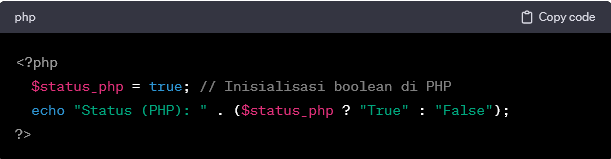 php Copy code
<?php
$status_php = true; // Inisialisasi boolean di PHP
echo "Status (PHP): " . ($status_php ? "True" : "False");
?>